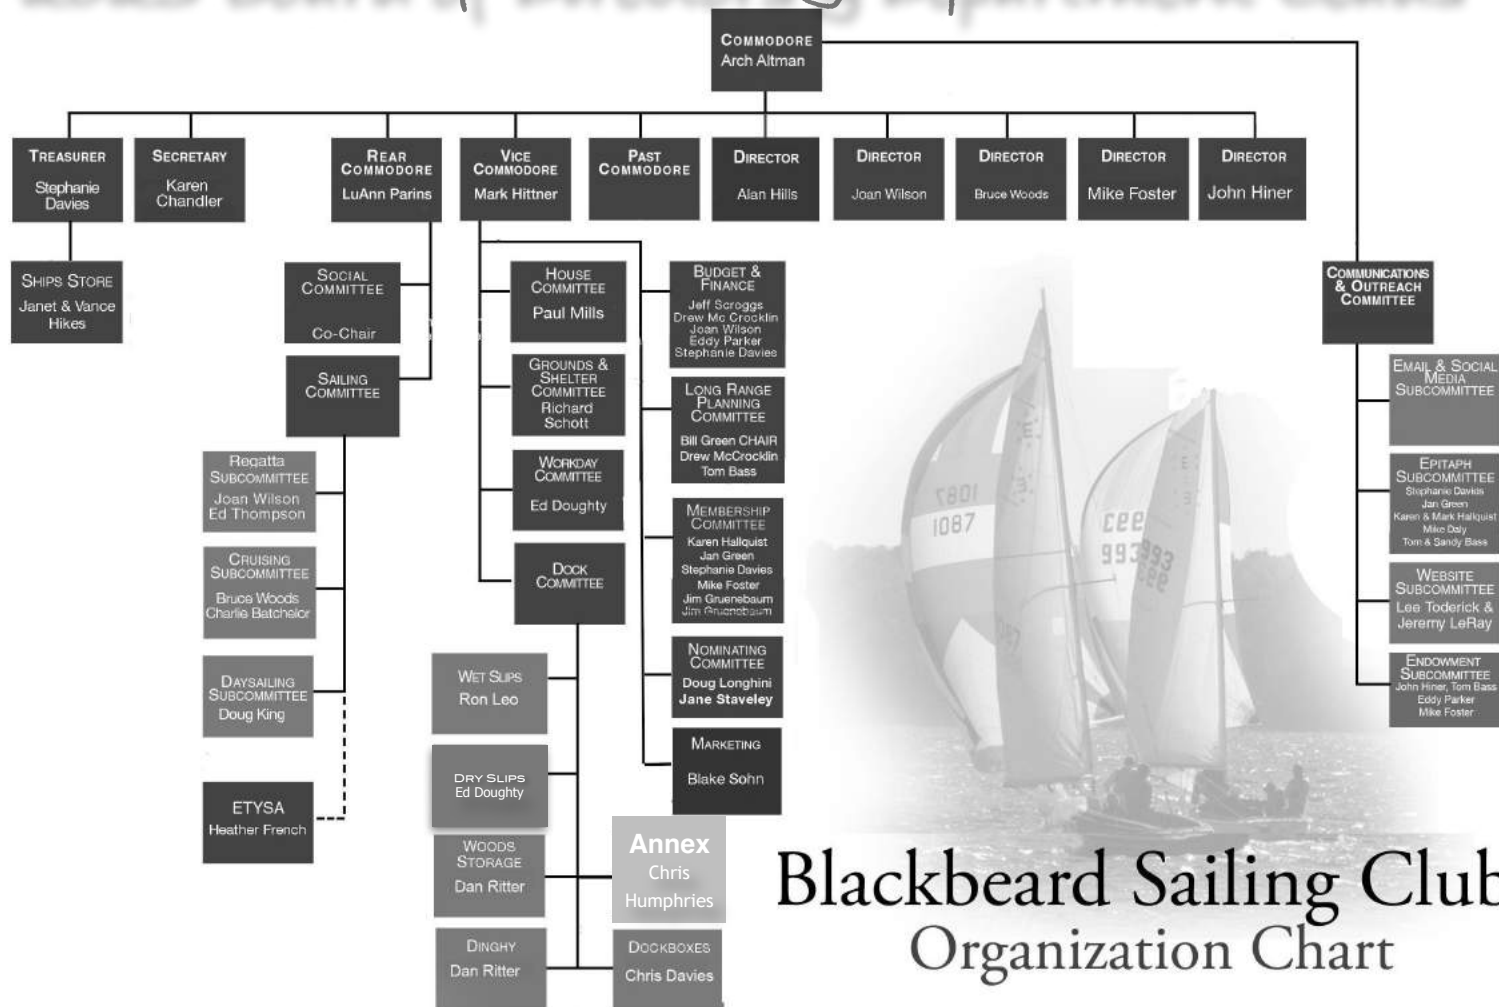 COMMODORE
Arch Altman
TREASURER
Stephanie
Davies
SECRETARY
Karen
Chandler
REAR
COMMODORE
LuAnn Parins
VICE
COMMODORE
Mark Hittner
PAST
COMMODORE
DIRECTOR
Alan Hills
DIRECTOR
Joan Wilson
DIRECTOR
Bruce Woods
DIRECTOR
Mike Foster
DIRECTOR
John Hiner
SHIPS STORE
Janet & Vance
Hikes
SOCIAL
COMMITTEE
Co-Chair
SAILING
COMMITTEE
Regatta
SUBCOMMITTEE
Joan Wilson
Ed Thompson
CRUISING
SUBCOMMITTEE
Bruce Woods
Charlie Batchelor
DAYSAILING
SUBCOMMITTEE
Doug King
ETYSA
Heather French
HOUSE
COMMITTEE
Paul Mills
GROUNDS &
SHELTER
COMMITTEE
Richard
Schott
WORKDAY
COMMITTEE
Ed Doughty
DOCK
COMMITTEE
WET SLIPS
Ron Leo
DRY SLIPS
Ed Doughty
WOODS
STORAGE
Dan Ritter
DINGHY
Dan Ritter
Annex
Chris
Humphries
DOCKBOXES
Chris Davies
BUDGET &
FINANCE
Jeff Scroggs
Drew Mc Crocklin
Joan Wilson
Eddy Parker
Stephanie Davies
LONG RANGE
PLANNING
COMMITTEE
Bill Green CHAIR
Drew McCrocklin
Tom Bass
MEMBERSHIP
COMMITTEE
Karen Hallquist
Jan Green
Stephanie Davies
Mike Foster
Jim Gruenebaum
Jim Gruenebaum
NOMINATING
COMMITTEE
Doug Longhini
Jane Staveley
MARKETING
Blake Sohn
COMMUNICATIONS
& OUTREACH
COMMITTEE
EMAIL & SOCIAL
MEDIA
SUBCOMMITTEE
EPITAPH
SUBCOMMITTEE
Stephanie Davids
Jan Green
Karen & Mark Hallquist
Mike Daly
Tom & Sandy Bass
WEBSITE
SUBCOMMITTEE
Lee Toderick &
Jeremy LeRay
ENDOWMENT
SUBCOMMITTEE
John Hiner, Tom Bass
Eddy Parker
Mike Foster
1087
1087
993
993
993
Blackbeard Sailing Club
Organization Chart